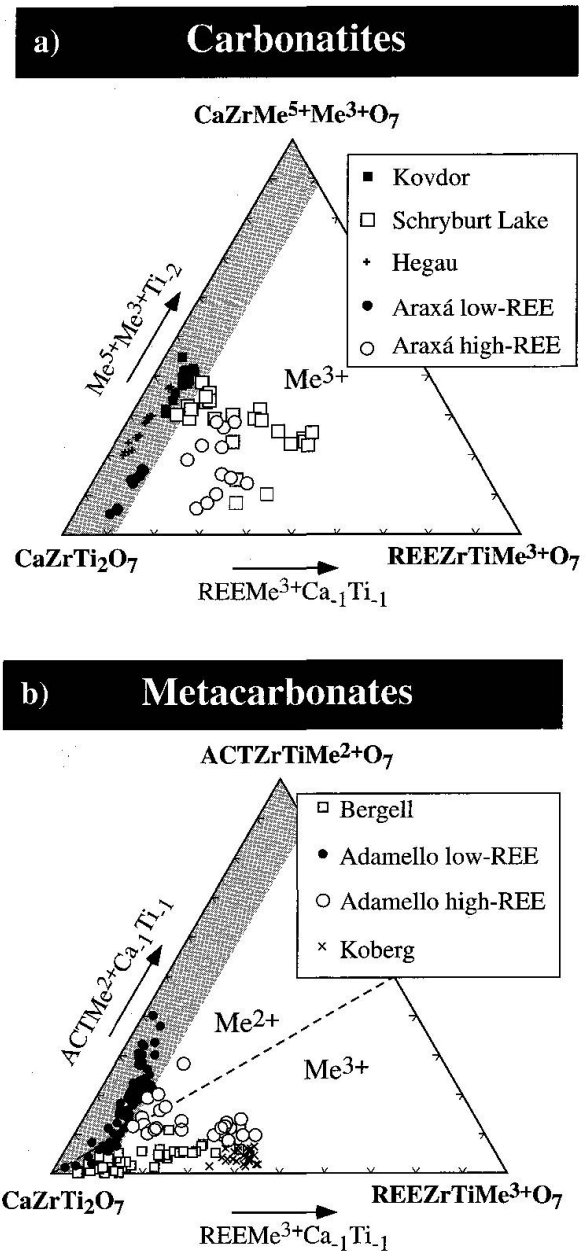 a) Carbonatites
CaZrMe5+Me3+O7
Kovdor
Schryburt Lake
Hegau
Araxá low-REE
Araxá high-REE
Me5+Me3+Ti-2
Me3+
CaZrTi2O7
REEZrTiMe3+O7
REEMe3+Ca-1Ti-1
b) Metacarbonates
ACTZrTiMe2+O7
Bergell
Adamello low-REE
Adamello high-REE
Koberg
ACTMe2+Ca-1Ti-1
Me2+
Me3+
CaZrTi2O7
REEZrTiMe3+O7
REEMe3+Ca-1Ti-1